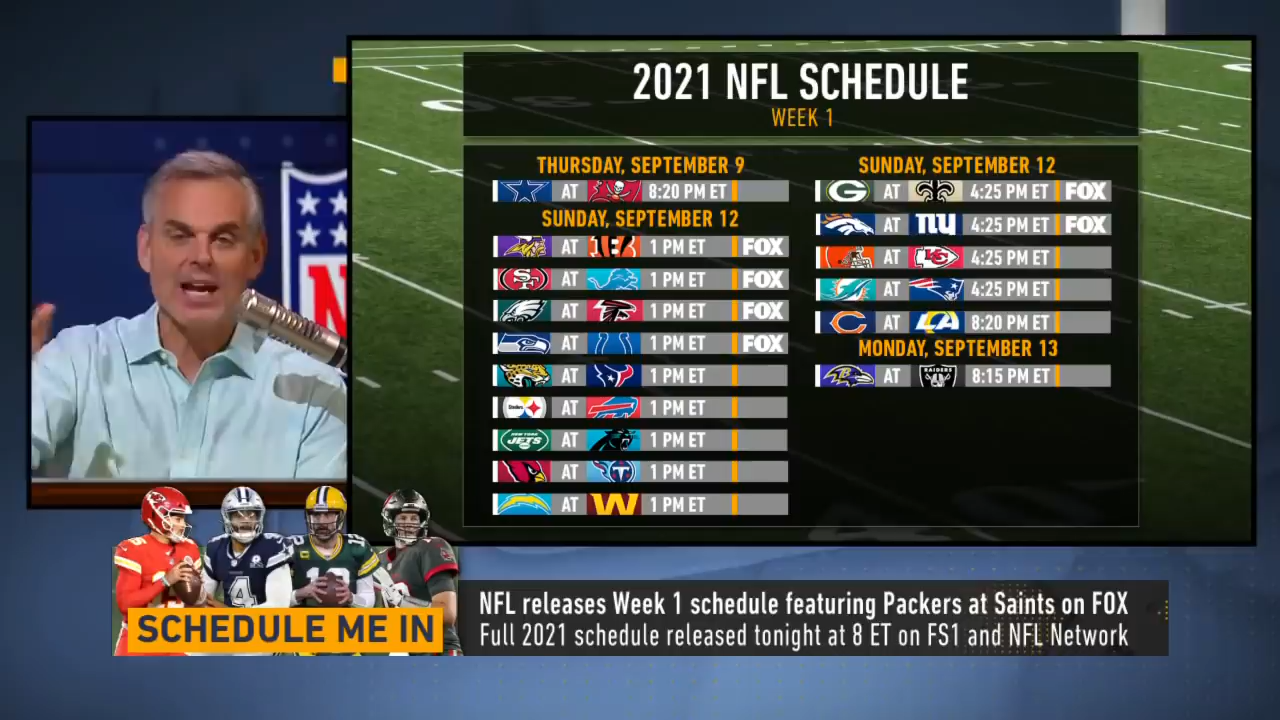 2021 NFL SCHEDULE
WEEK 1
THURSDAY, SEPTEMBER 9
AT 8:20 PM ET
SUNDAY, SEPTEMBER 12
AT 1 PM ET FOX
AT 1 PM ET FOX
AT 1 PM ET FOX
AT 1 PM ET FOX
AT 1 PM ET
Steelers AT 1 PM ET
NEW YORK JETS AT 1 PM ET
AT 1 PM ET
AT W 1 PM ET
SUNDAY, SEPTEMBER 12
G AT 4:25 PM ET FOX
AT ny 4:25 PM ET FOX
AT KC 4:25 PM ET
AT 4:25 PM ET
C AT LA 8:20 PM ET
MONDAY, SEPTEMBER 13
AT RAIDERS 8:15 PM ET
SCHEDULE ME IN
NFL releases Week 1 schedule featuring Packers at Saints on FOX
Full 2021 schedule released tonight at 8 ET on FS1 and NFL Network